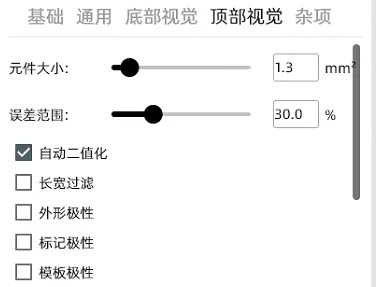 基础 通用 底部视觉 顶部视觉 杂项
元件大小: 1.3 mm²
误差范围: 30.0 %
自动二值化
长宽过滤
外形极性
标记极性
模板极性